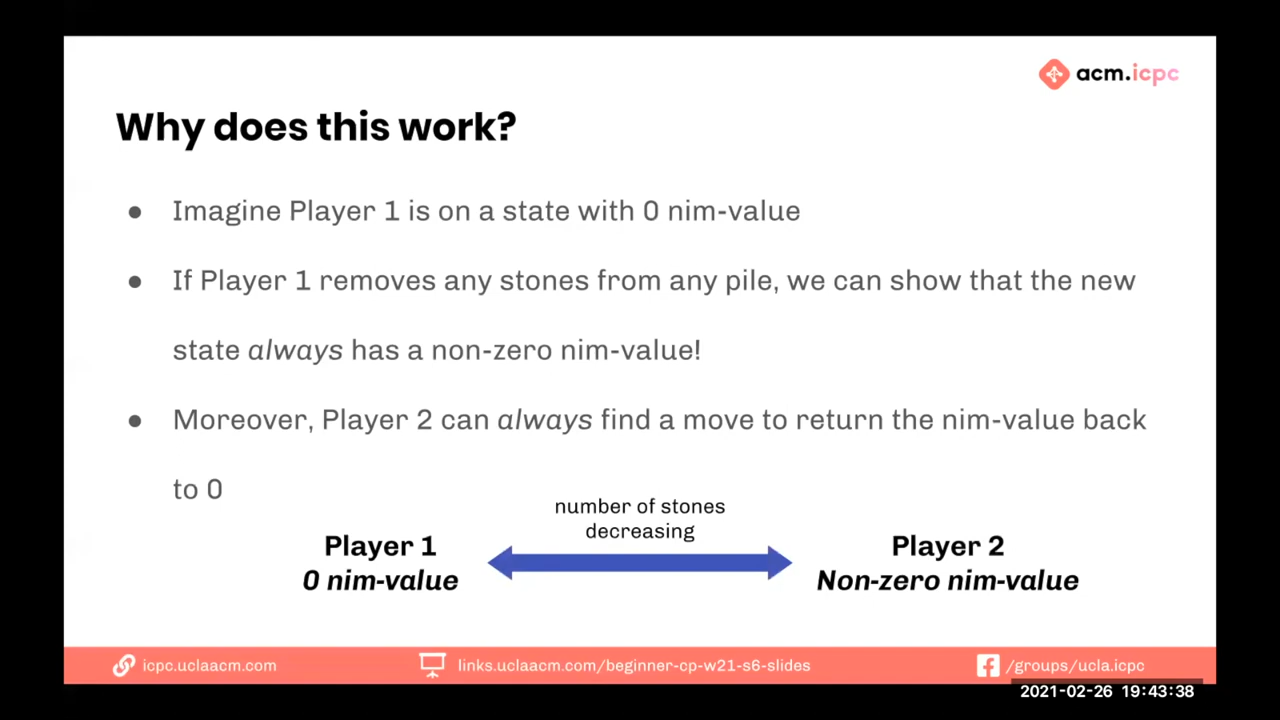 acm.icpc
Why does this work?
● Imagine Player 1 is on a state with 0 nim-value
● If Player 1 removes any stones from any pile, we can show that the new
state always has a non-zero nim-value!
● Moreover, Player 2 can always find a move to return the nim-value back
to 0
number of stones
decreasing
Player 1
0 nim-value
Player 2
Non-zero nim-value
icpc.uclaacm.com
links.uclaacm.com/beginner-cp-w21-s6-slides
/groups/ucla.icpc
2021-02-26 19:43:38